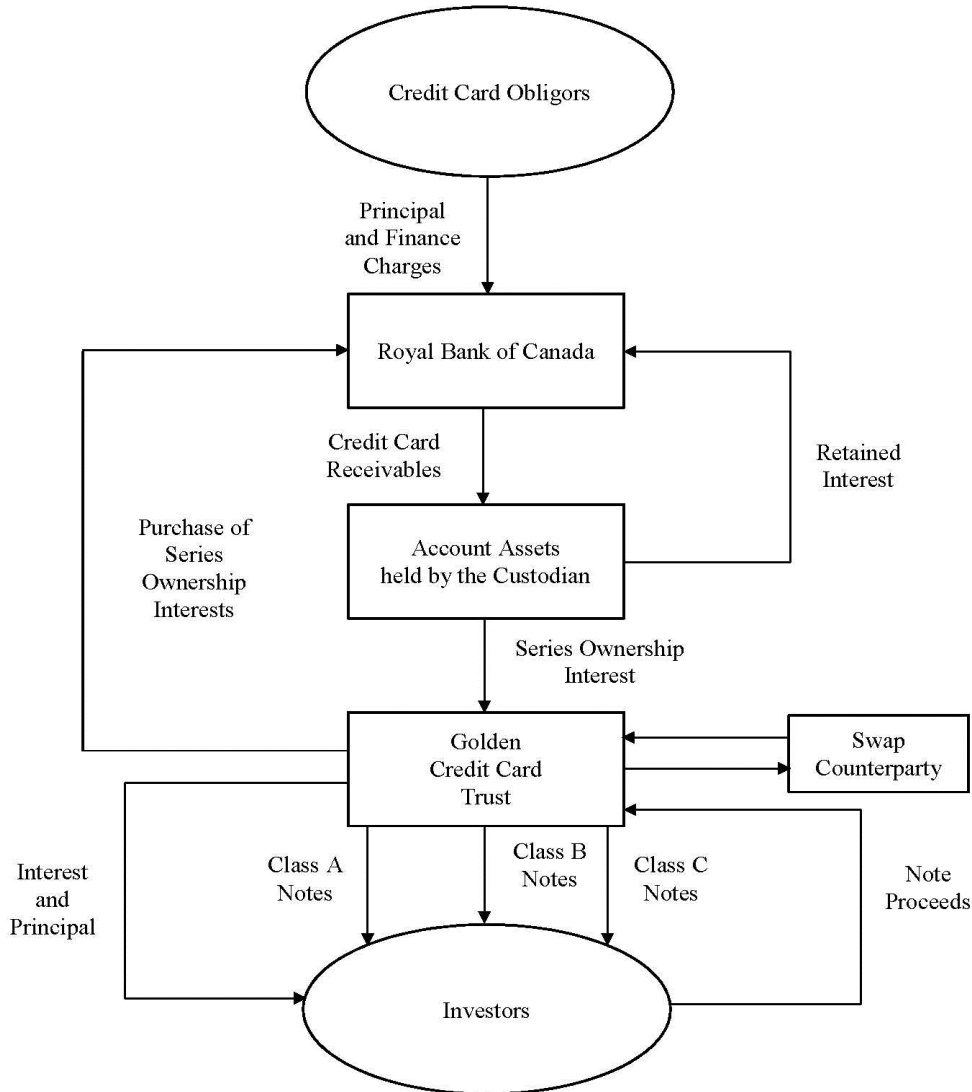 Credit Card Obligors
Principal
and Finance
Charges
Royal Bank of Canada
Credit Card
Receivables
Retained
Interest
Purchase of
Series
Ownership
Interests
Account Assets
held by the Custodian
Series Ownership
Interest
Golden
Credit Card
Trust
Swap
Counterparty
Interest
and
Principal
Class A
Notes
Class B
Notes
Class C
Notes
Note
Proceeds
Investors